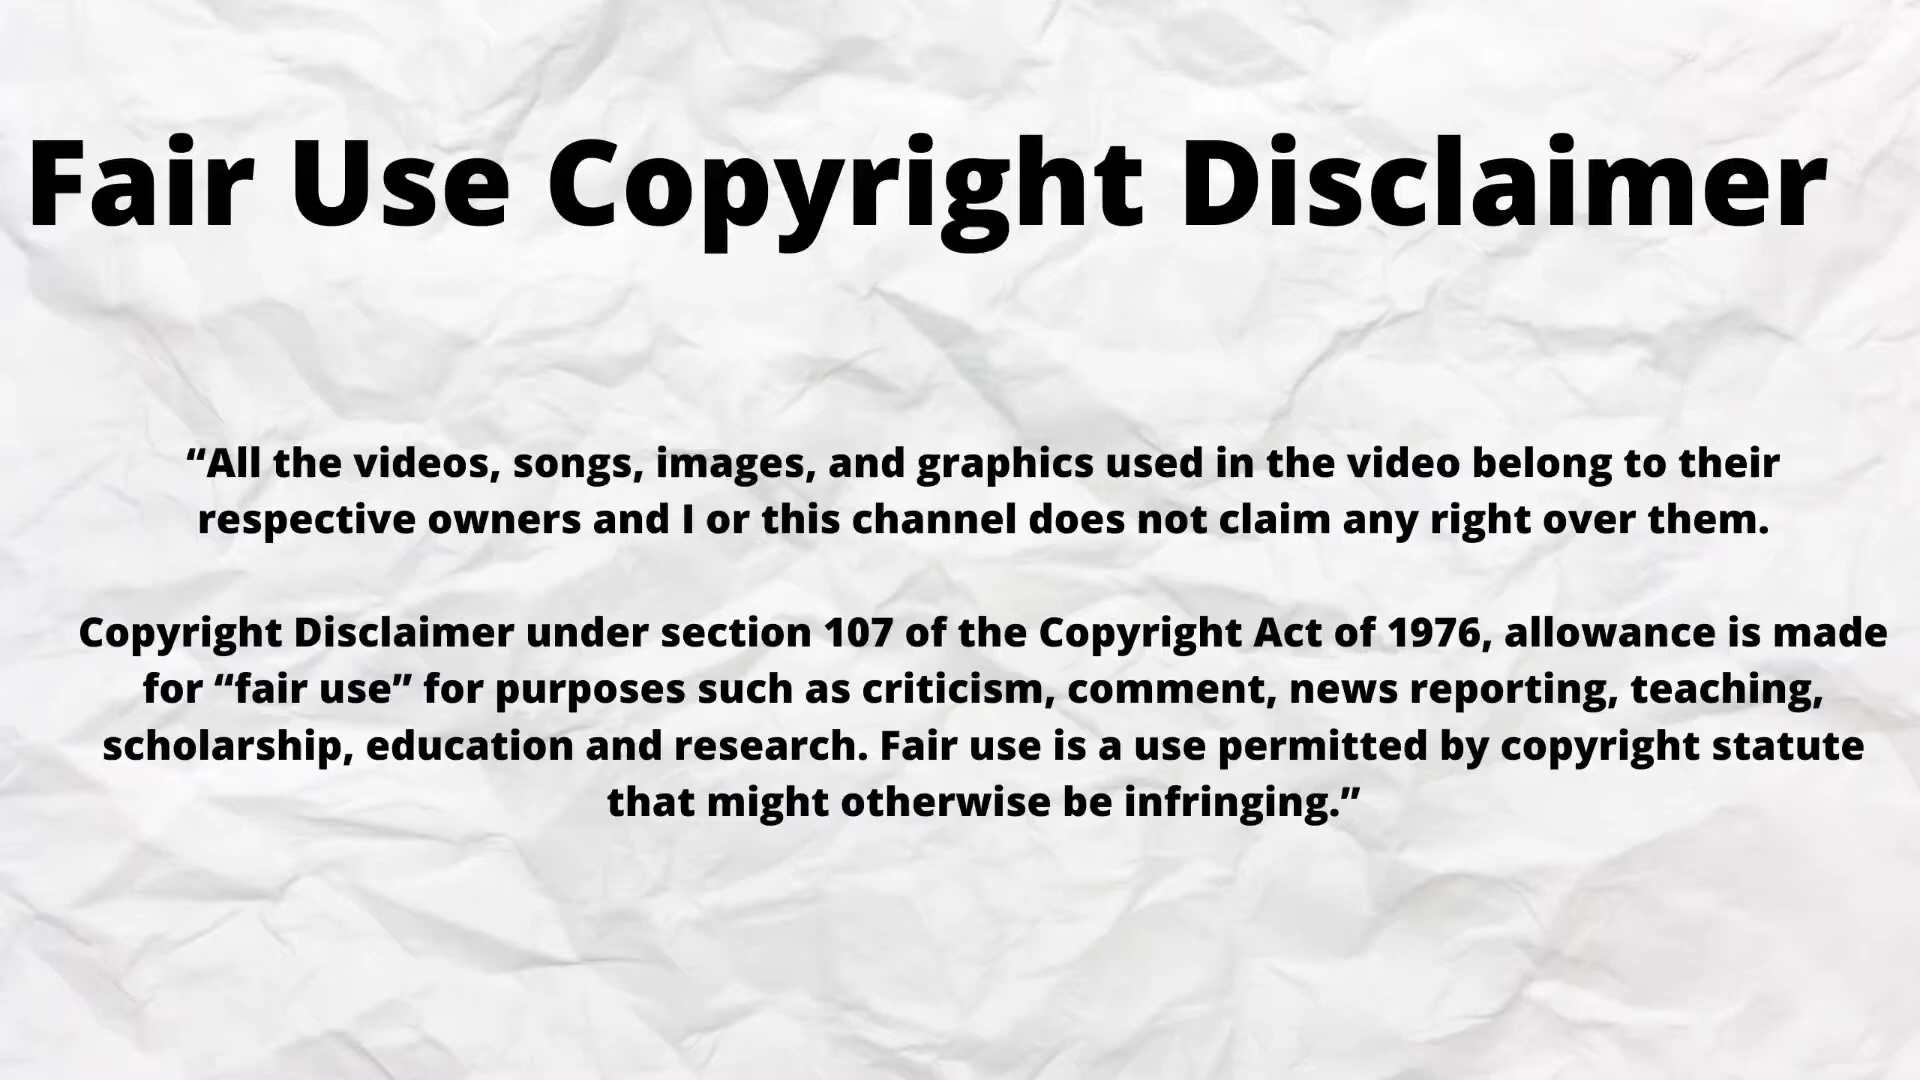 Fair Use Copyright Disclaimer
“All the videos, songs, images, and graphics used in the video belong to their
respective owners and I or this channel does not claim any right over them.
Copyright Disclaimer under section 107 of the Copyright Act of 1976, allowance is made
for “fair use” for purposes such as criticism, comment, news reporting, teaching,
scholarship, education and research. Fair use is a use permitted by copyright statute
that might otherwise be infringing.”